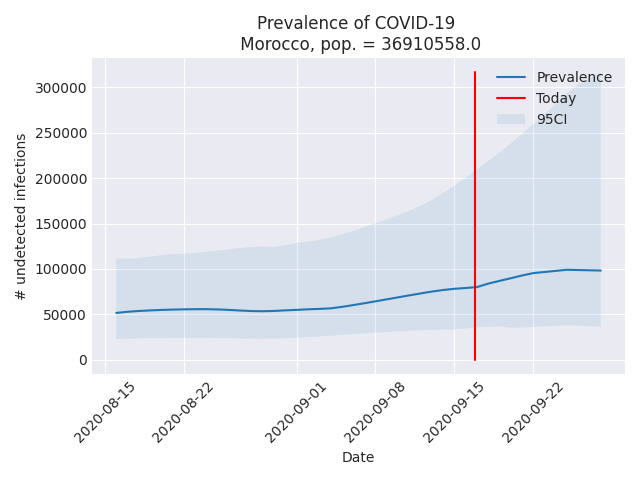 Prevalence of COVID-19
Morocco, pop. = 36910558.0
Prevalence
Today
95CI
# undetected infections
300000
250000
200000
150000
100000
50000
0
2020-08-15
2020-08-22
2020-09-01
2020-09-08
2020-09-15
2020-09-22
Date